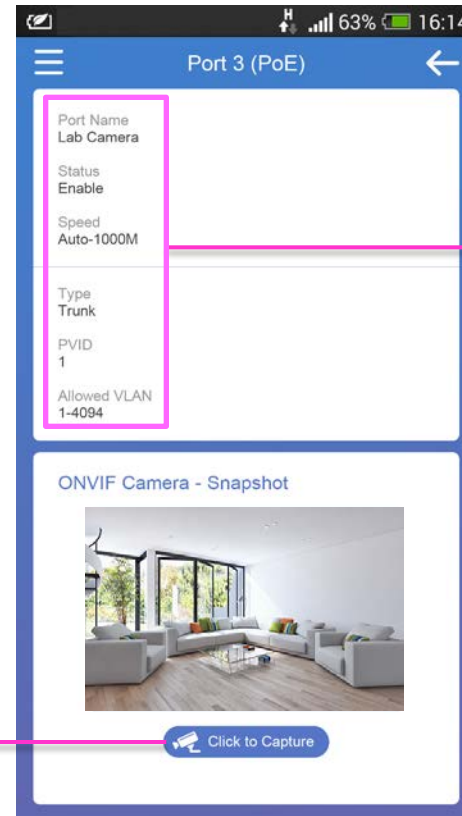 H 63% 16:14
Port 3 (PoE)
Port Name
Lab Camera
Status
Enable
Speed
Auto-1000M
Type
Trunk
PVID
1
Allowed VLAN
1-4094
ONVIF Camera - Snapshot
Click to Capture